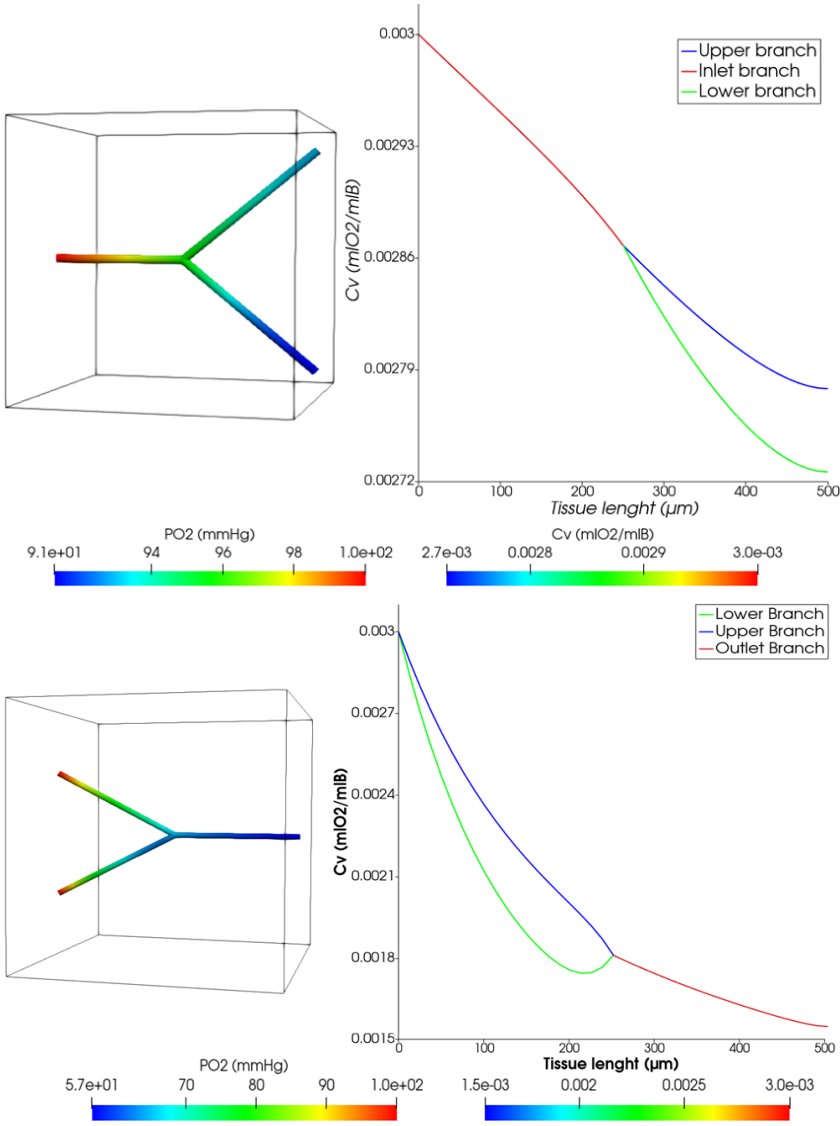 0.003
Upper branch
Inlet branch
Lower branch
0.00293
Cv (mlO2/mlB)
0.00286
0.00279
0.00272
0 100 200 300 400 500
Tissue lenght (µm)
PO2 (mmHg)
9.1e+01 94 96 98 1.0e+02
Cv (mlO2/mlB)
2.7e-03 0.0028 0.0029 3.0e-03
Lower Branch
Upper Branch
Outlet Branch
0.003
0.0027
0.0024
Cv (mlO2/mlB)
0.0021
0.0018
0.0015
0 100 200 300 400 500
Tissue lenght (µm)
PO2 (mmHg)
5.7e+01 70 80 90 1.0e+02
1.5e-03 0.002 0.0025 3.0e-03